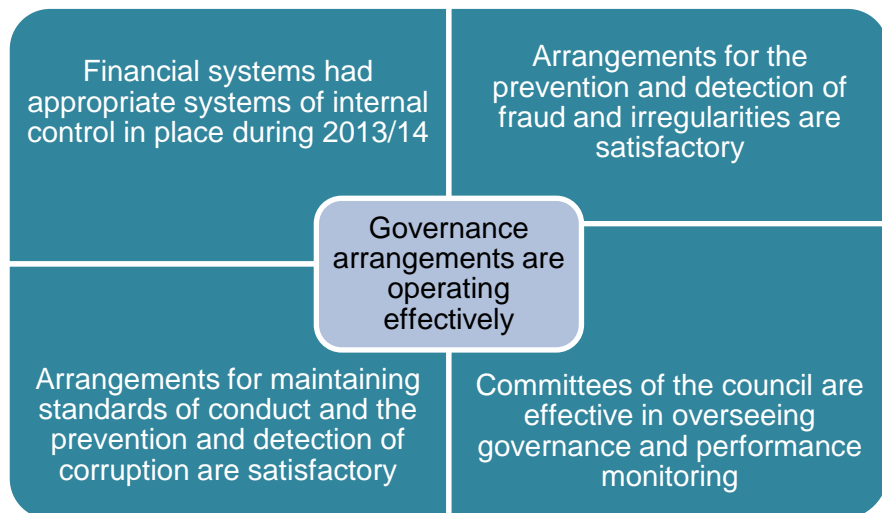 Financial systems had
appropriate systems of internal
control in place during 2013/14
Arrangements for the
prevention and detection of
fraud and irregularities are
satisfactory
Governance
arrangements are
operating
effectively
Arrangements for maintaining
standards of conduct and the
prevention and detection of
corruption are satisfactory
Committees of the council are
effective in overseeing
governance and performance
monitoring